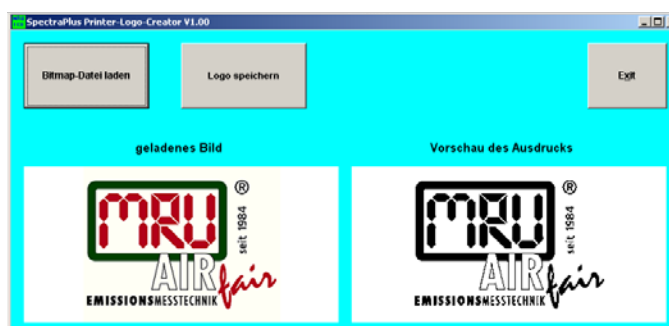 SpectraPlus Printer-Logo-Creator V1.00
Bitmap-Datei laden
Logo speichern
Exit
geladenes Bild
Vorschau des Ausdrucks
MRU ®
seit 1984
AIR fair
EMISSIONSMESSTECHNIK
MRU ®
seit 1984
AIR fair
EMISSIONSMESSTECHNIK